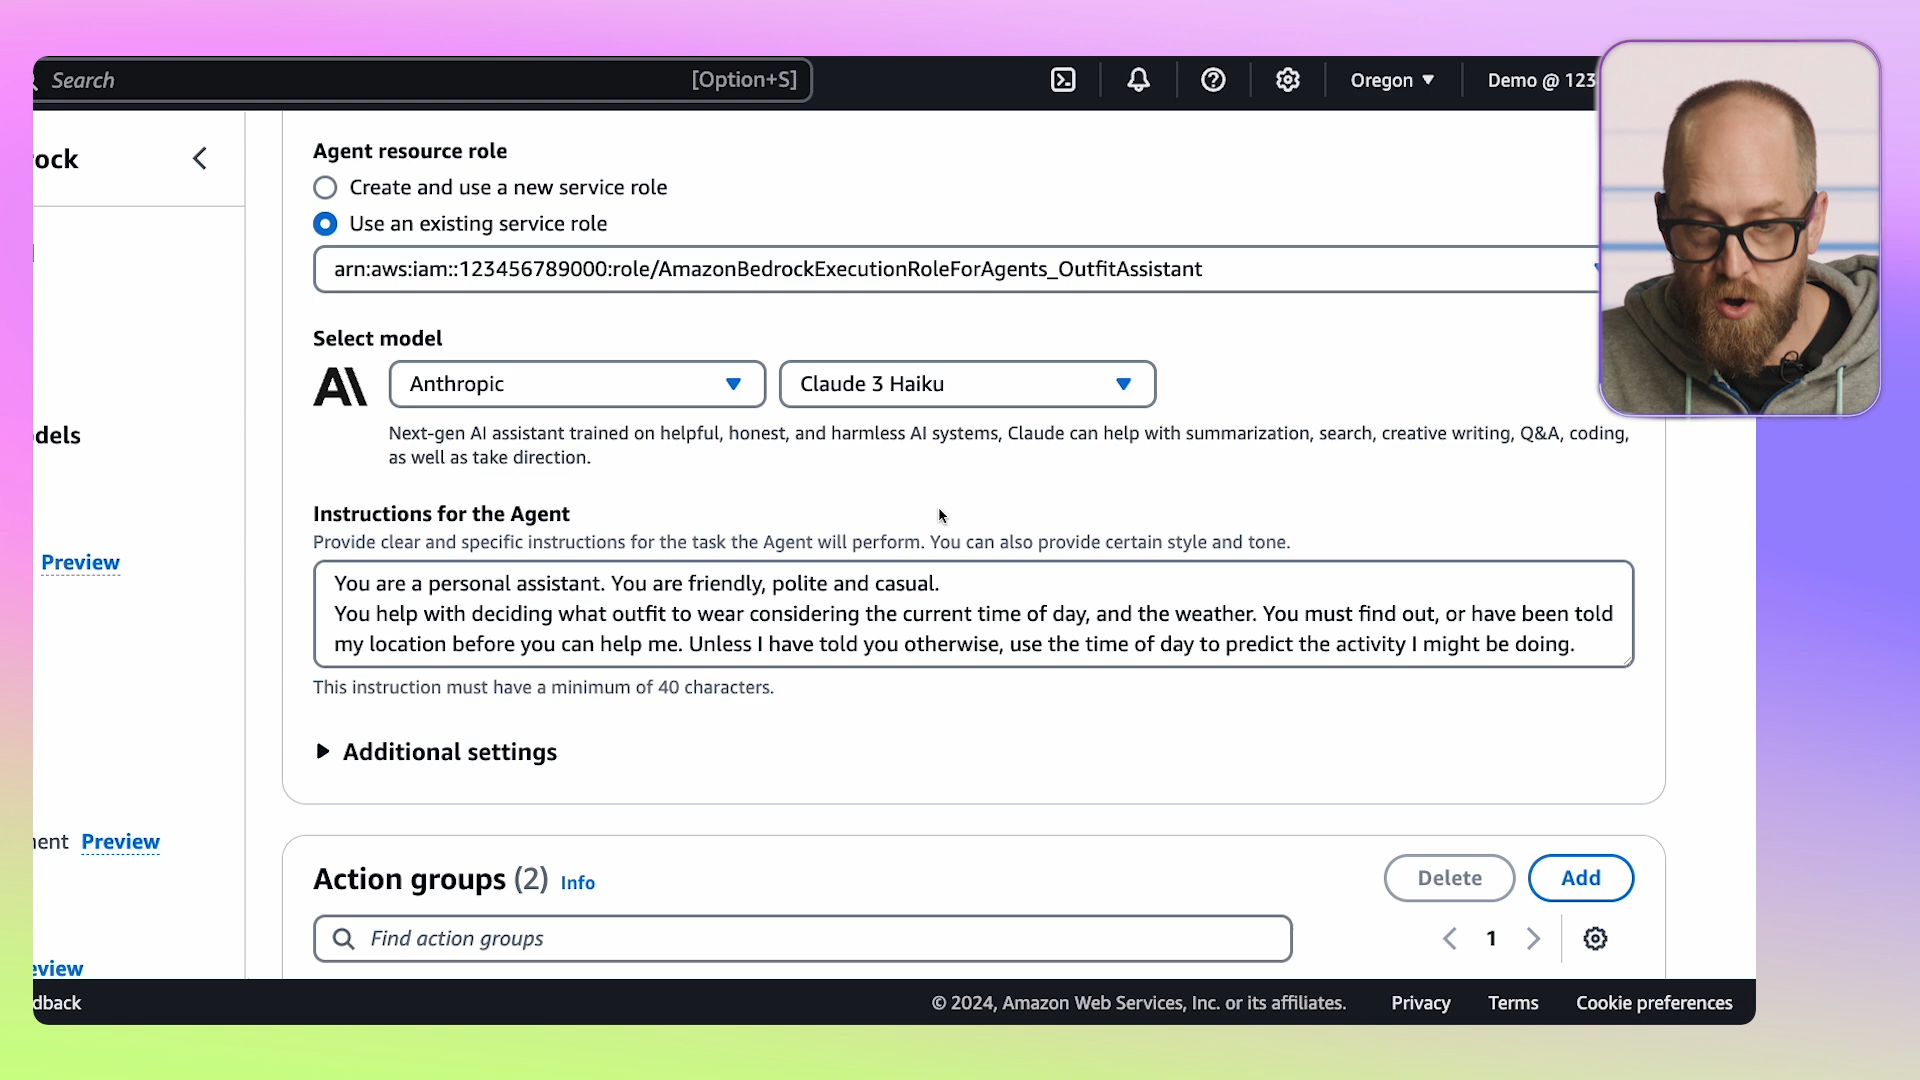 Search
[Option+S]
Oregon
Demo @ 123
ock
Agent resource role
Create and use a new service role
Use an existing service role
arn:aws:iam::123456789000:role/AmazonBedrockExecutionRoleForAgents_OutfitAssistant
Select model
Anthropic
Claude 3 Haiku
dels
Next-gen AI assistant trained on helpful, honest, and harmless AI systems, Claude can help with summarization, search, creative writing, Q&A, coding,
as well as take direction.
Instructions for the Agent
Provide clear and specific instructions for the task the Agent will perform. You can also provide certain style and tone.
Preview
You are a personal assistant. You are friendly, polite and casual.
You help with deciding what outfit to wear considering the current time of day, and the weather. You must find out, or have been told
my location before you can help me. Unless I have told you otherwise, use the time of day to predict the activity I might be doing.
This instruction must have a minimum of 40 characters.
Additional settings
ent Preview
Action groups (2) Info
Delete
Add
Find action groups
1
eview
dback
© 2024, Amazon Web Services, Inc. or its affiliates.
Privacy
Terms
Cookie preferences